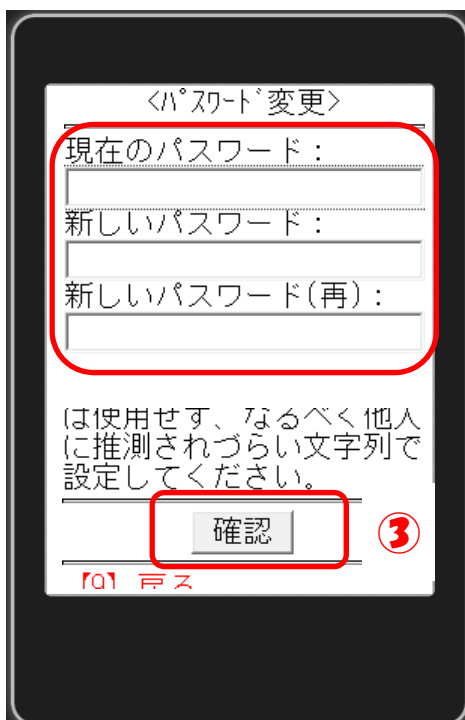 <ﾊﾟｽﾜｰﾄﾞ変更>
現在のパスワード：
新しいパスワード：
新しいパスワード(再)：
は使用せず、なるべく他人
に推測されづらい文字列で
設定してください。
確認
③
【0】戻る